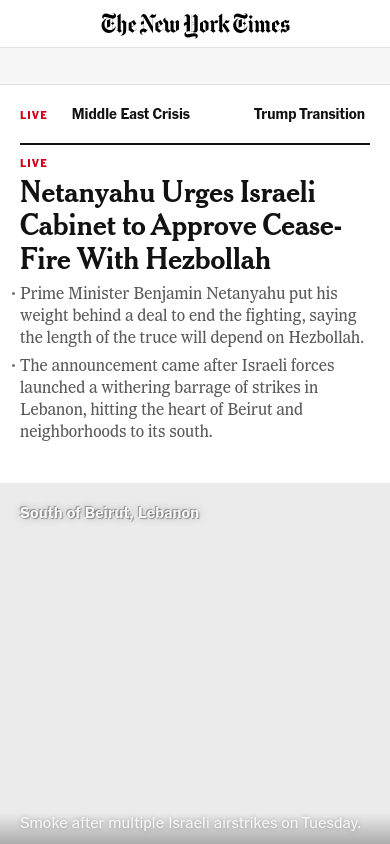 The New York Times
LIVE Middle East Crisis Trump Transition
LIVE
Netanyahu Urges Israeli
Cabinet to Approve Cease-
Fire With Hezbollah
· Prime Minister Benjamin Netanyahu put his
weight behind a deal to end the fighting, saying
the length of the truce will depend on Hezbollah.
· The announcement came after Israeli forces
launched a withering barrage of strikes in
Lebanon, hitting the heart of Beirut and
neighborhoods to its south.
South of Beirut, Lebanon
Smoke after multiple Israeli airstrikes on Tuesday.